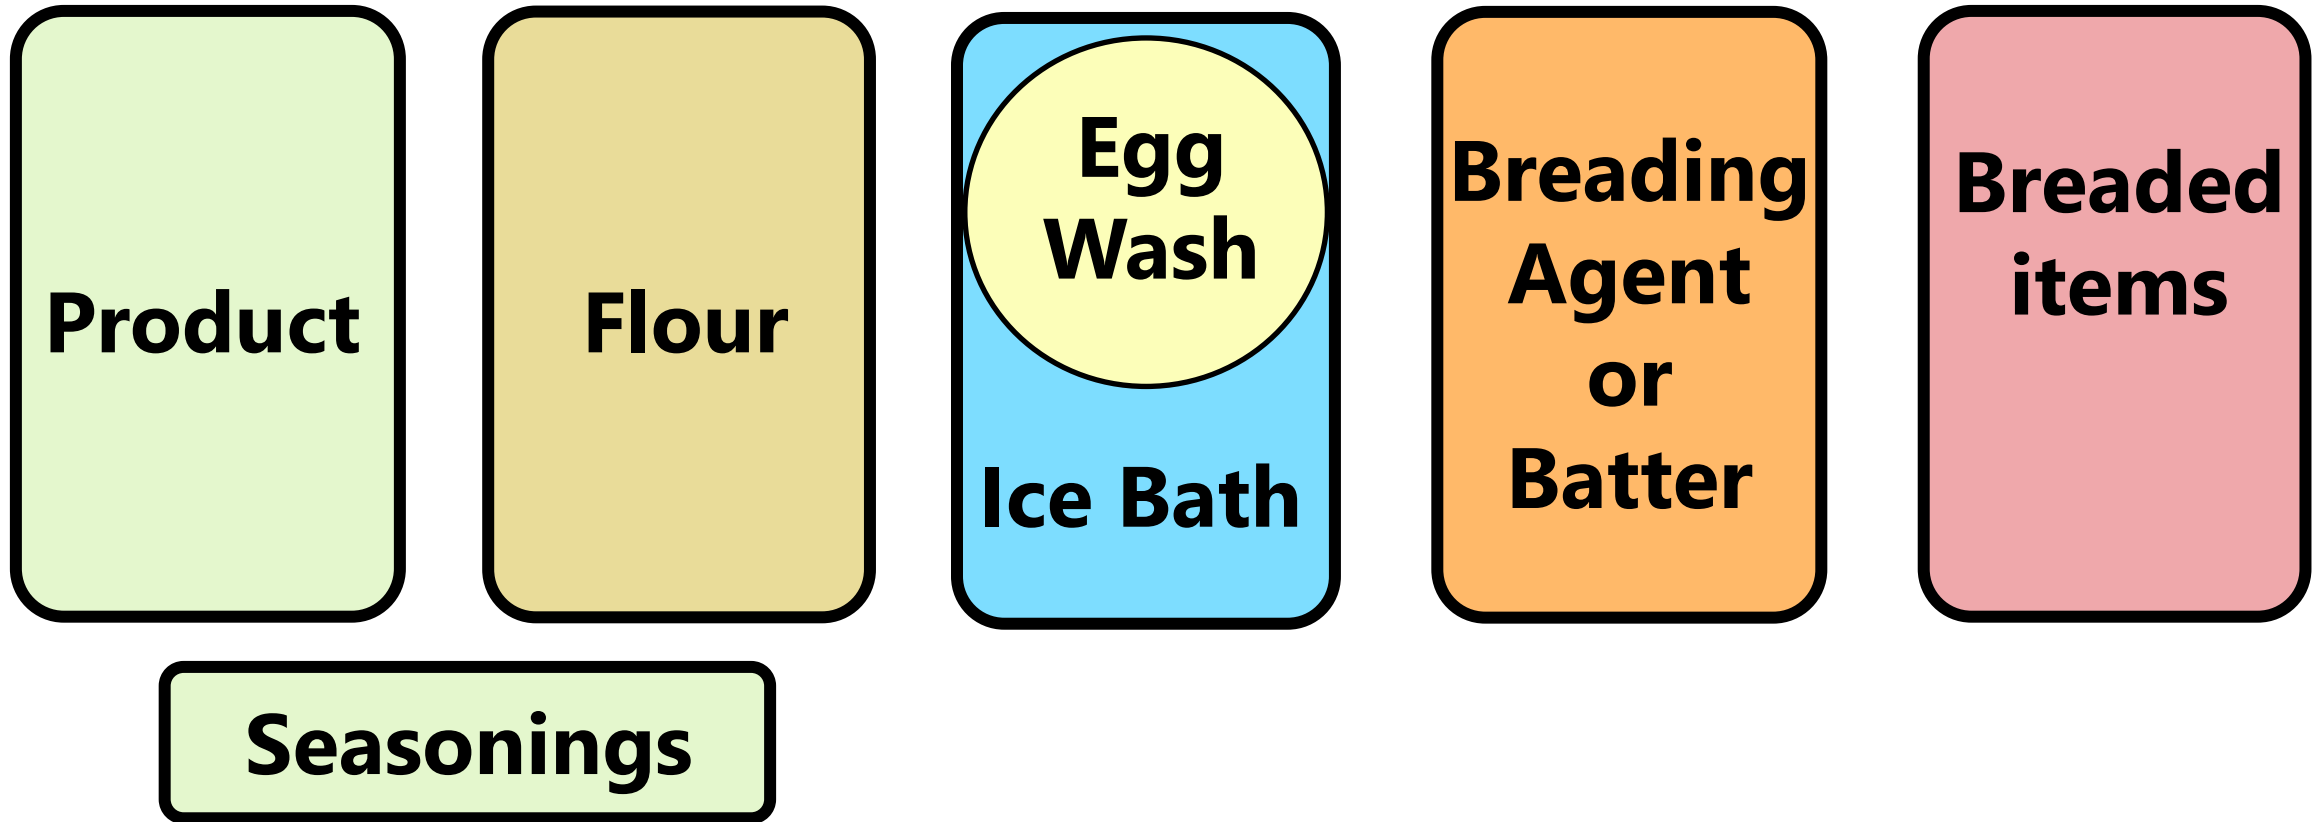 Product
Flour
Egg
Wash
Ice Bath
Breading
Agent
or
Batter
Breaded
items
Seasonings